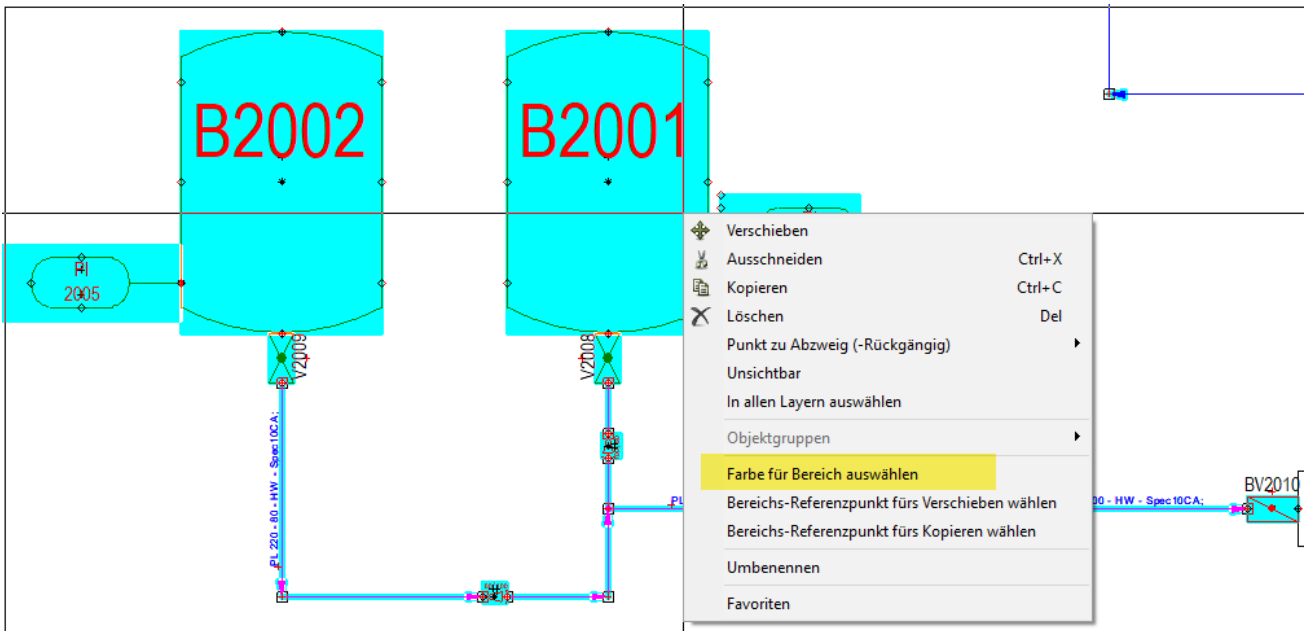 B2002
B2001
PI
2005
V2009
V2008
PL 220 - 80 - HW - Spec10CA;
PL
00 - HW - Spec10CA;
BV2010
Verschieben
Ausschneiden Ctrl+X
Kopieren Ctrl+C
Löschen Del
Punkt zu Abzweig (-Rückgängig)
Unsichtbar
In allen Layern auswählen
Objektgruppen
Farbe für Bereich auswählen
Bereichs-Referenzpunkt fürs Verschieben wählen
Bereichs-Referenzpunkt fürs Kopieren wählen
Umbenennen
Favoriten